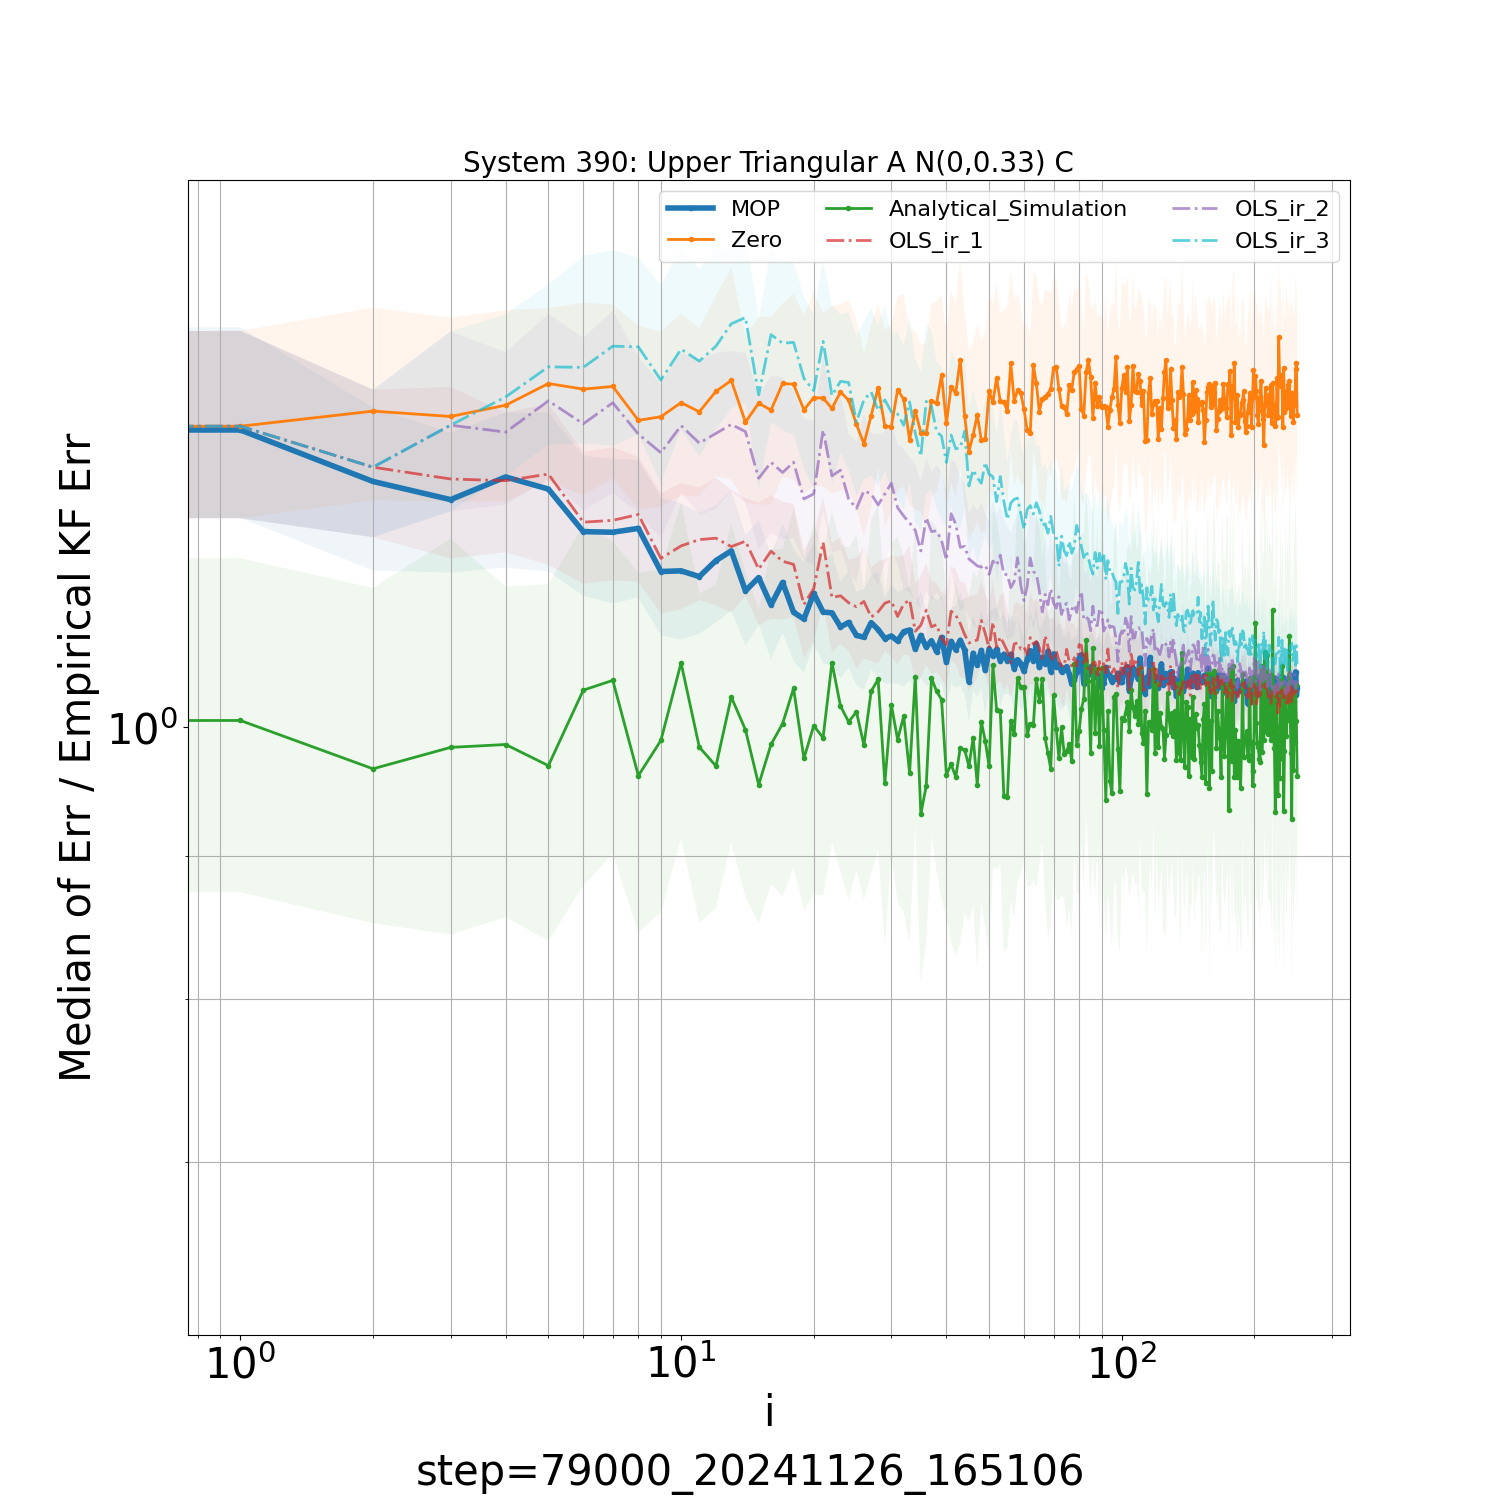 System 390: Upper Triangular A N(0,0.33) C
MOP
Zero
Analytical_Simulation
OLS_ir_1
OLS_ir_2
OLS_ir_3
Median of Err / Empirical KF Err
10⁰
10⁰ 10¹ 10²
i
step=79000_20241126_165106